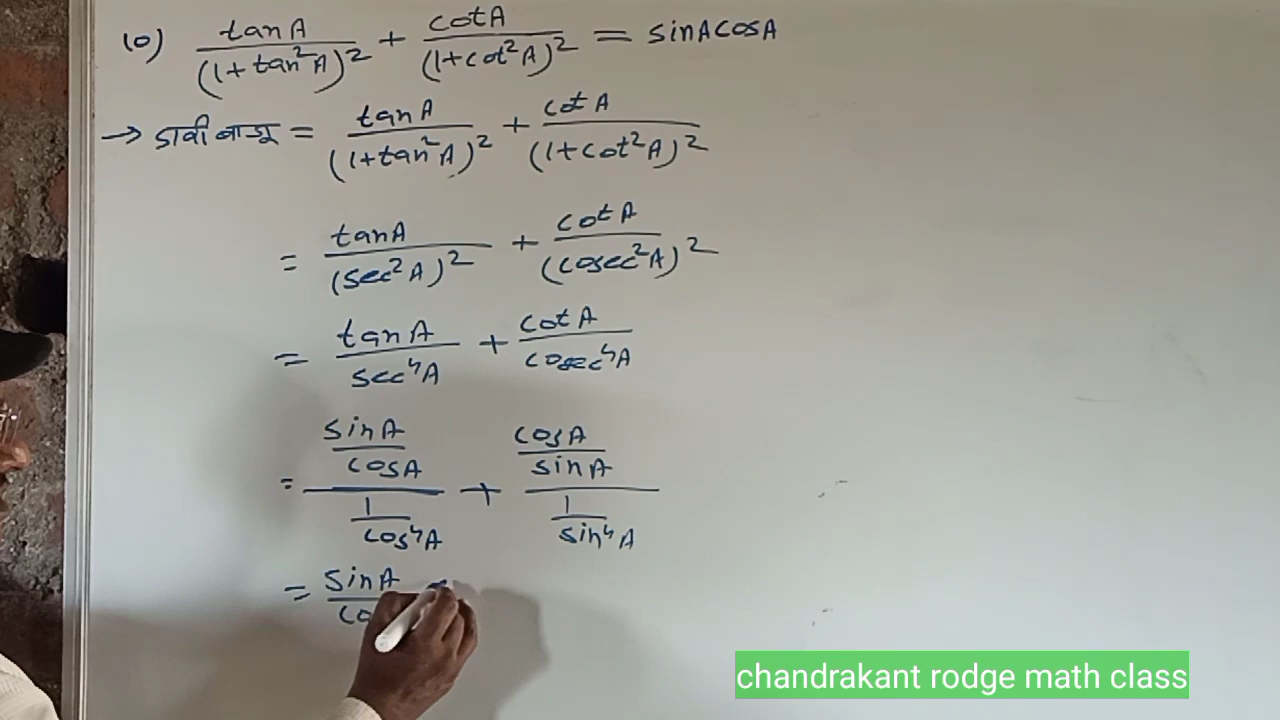 10) tanA/(1+tan²A)² + cotA/(1+cot²A)² = sinAcosA
→ डावी बाजू = tanA/(1+tan²A)² + cotA/(1+cot²A)²
= tanA/(sec²A)² + cotA/(cosec²A)²
= tanA/sec⁴A + cotA/cosec⁴A
= (sinA/cosA)/(1/cos⁴A) + (cosA/sinA)/(1/sin⁴A)
= sinA/co
chandrakant rodge math class